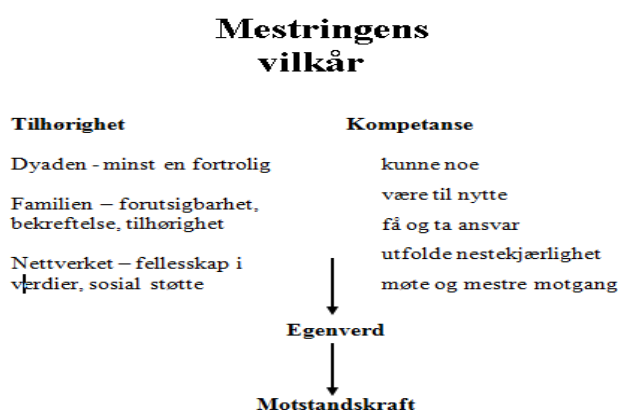 Mestringens
vilkår
Tilhørighet
Dyaden - minst en fortrolig
Familien – forutsigbarhet,
bekreftelse, tilhørighet
Nettverket – fellesskap i
verdier, sosial støtte
Kompetanse
kunne noe
være til nytte
få og ta ansvar
utfolde nestekjærlighet
møte og mestre motgang
Egenverd
Motstandskraft